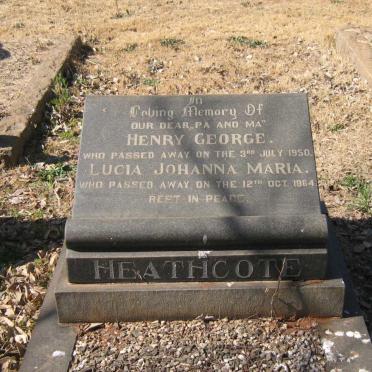 In
Loving Memory Of
OUR DEAR "PA AND MA"
HENRY GEORGE.
WHO PASSED AWAY ON THE 3RD JULY 1950.
LUCIA JOHANNA MARIA.
WHO PASSED AWAY ON THE 12TH OCT. 1964.
REST IN PEACE.
HEATHCOTE